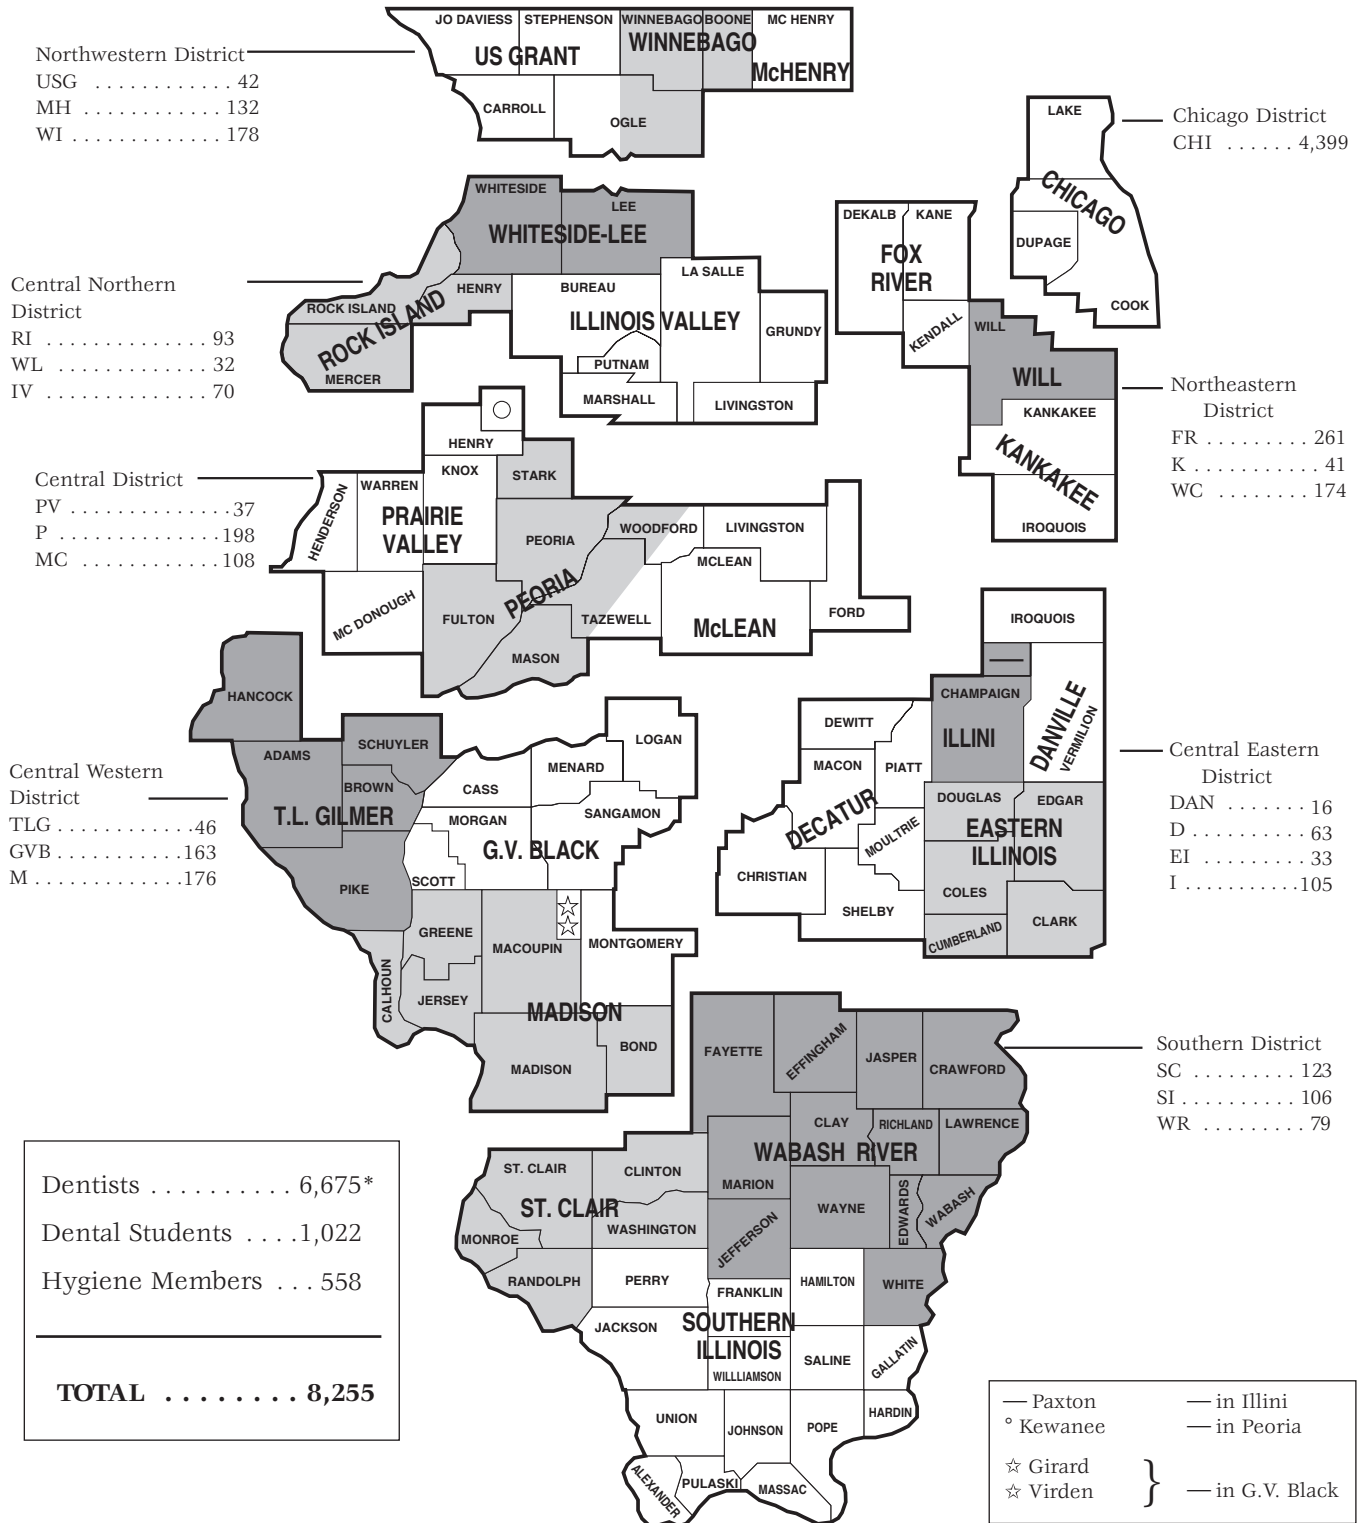 Northwestern District
USG ........... 42
MH ............ 132
WI ............. 178
JO DAVIESS
STEPHENSON
WINNEBAGO
BOONE
MC HENRY
US GRANT
WINNEBAGO
McHENRY
CARROLL
OGLE
Chicago District
CHI ...... 4,399
LAKE
CHICAGO
DUPAGE
COOK
Central Northern
District
RI .............. 93
WL ............. 32
IV .............. 70
WHITESIDE
LEE
WHITESIDE-LEE
ROCK ISLAND
HENRY
ROCK ISLAND
MERCER
BUREAU
LA SALLE
ILLINOIS VALLEY
GRUNDY
PUTNAM
MARSHALL
LIVINGSTON
DEKALB
KANE
FOX
RIVER
KENDALL
WILL
WILL
KANKAKEE
KANKAKEE
IROQUOIS
Northeastern
District
FR ......... 261
K ........... 41
WC ........ 174
Central District
PV ............. 37
P .............. 198
MC ............ 108
HENRY
KNOX
STARK
HENDERSON
WARREN
PRAIRIE
VALLEY
MC DONOUGH
PEORIA
PEORIA
WOODFORD
LIVINGSTON
MCLEAN
FULTON
TAZEWELL
McLEAN
FORD
MASON
Central Western
District
TLG ............ 46
GVB ............ 163
M ............. 176
HANCOCK
ADAMS
SCHUYLER
BROWN
T.L. GILMER
PIKE
CASS
MENARD
LOGAN
MORGAN
SANGAMON
G.V. BLACK
SCOTT
☆
☆
GREENE
MACOUPIN
MONTGOMERY
CALHOUN
JERSEY
MADISON
MADISON
BOND
IROQUOIS
CHAMPAIGN
ILLINI
DANVILLE
VERMILION
DEWITT
MACON
PIATT
DECATUR
MOULTRIE
DOUGLAS
EDGAR
EASTERN
ILLINOIS
CHRISTIAN
SHELBY
COLES
CUMBERLAND
CLARK
Central Eastern
District
DAN ....... 16
D .......... 63
EI .......... 33
I ........... 105
Southern District
SC ......... 123
SI .......... 106
WR ......... 79
FAYETTE
EFFINGHAM
JASPER
CRAWFORD
CLAY
RICHLAND
LAWRENCE
WABASH RIVER
MARION
WAYNE
EDWARDS
WABASH
JEFFERSON
WHITE
ST. CLAIR
CLINTON
ST. CLAIR
WASHINGTON
MONROE
RANDOLPH
PERRY
FRANKLIN
HAMILTON
JACKSON
SOUTHERN
ILLINOIS
WILLLIAMSON
SALINE
GALLATIN
UNION
JOHNSON
POPE
HARDIN
ALEXANDER
PULASKI
MASSAC
Dentists .......... 6,675*
Dental Students ....1,022
Hygiene Members ... 558
TOTAL ........ 8,255
— Paxton — in Illini
° Kewanee — in Peoria
☆ Girard
☆ Virden } — in G.V. Black